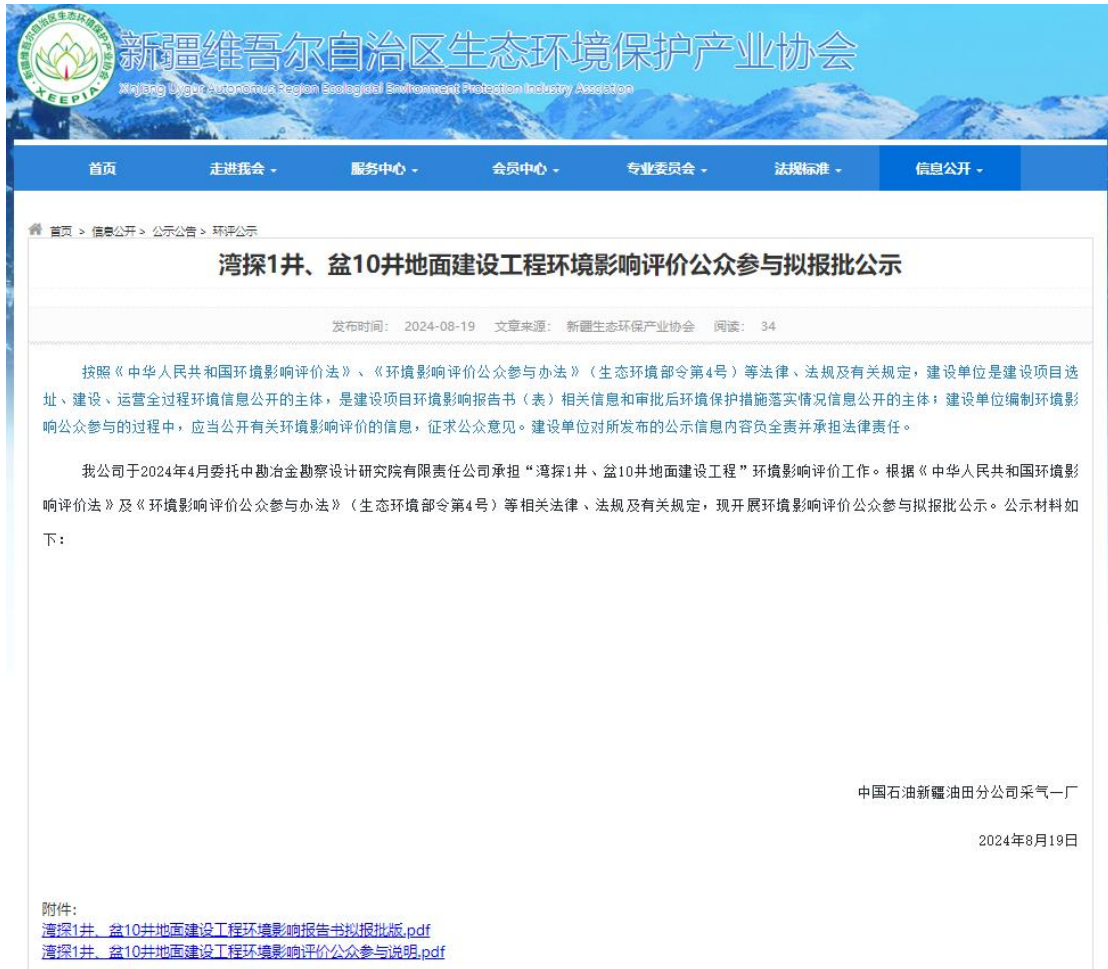 新疆维吾尔自治区生态环境保护产业协会
XEEPIA
首页 走进我会 服务中心 会员中心 专业委员会 法规标准 信息公开
首页 > 信息公开 > 公示公告 > 环评公示
湾探1井、盆10井地面建设工程环境影响评价公众参与拟报批公示
发布时间： 2024-08-19 文章来源： 新疆生态环保产业协会 阅读： 34
按照《中华人民共和国环境影响评价法》、《环境影响评价公众参与办法》（生态环境部令第4号）等法律、法规及有关规定，建设单位是建设项目选
址、建设、运营全过程环境信息公开的主体，是建设项目环境影响报告书（表）相关信息和审批后环境保护措施落实情况信息公开的主体；建设单位编制环境影
响公众参与的过程中，应当公开有关环境影响评价的信息，征求公众意见。建设单位对所发布的公示信息内容负全责并承担法律责任。
我公司于2024年4月委托中勘冶金勘察设计研究院有限责任公司承担“湾探1井、盆10井地面建设工程”环境影响评价工作。根据《中华人民共和国环境影
响评价法》及《环境影响评价公众参与办法》（生态环境部令第4号）等相关法律、法规及有关规定，现开展环境影响评价公众参与拟报批公示。公示材料如
下：
中国石油新疆油田分公司采气一厂
2024年8月19日
附件：
湾探1井、盆10井地面建设工程环境影响报告书拟报批版.pdf
湾探1井、盆10井地面建设工程环境影响评价公众参与说明.pdf